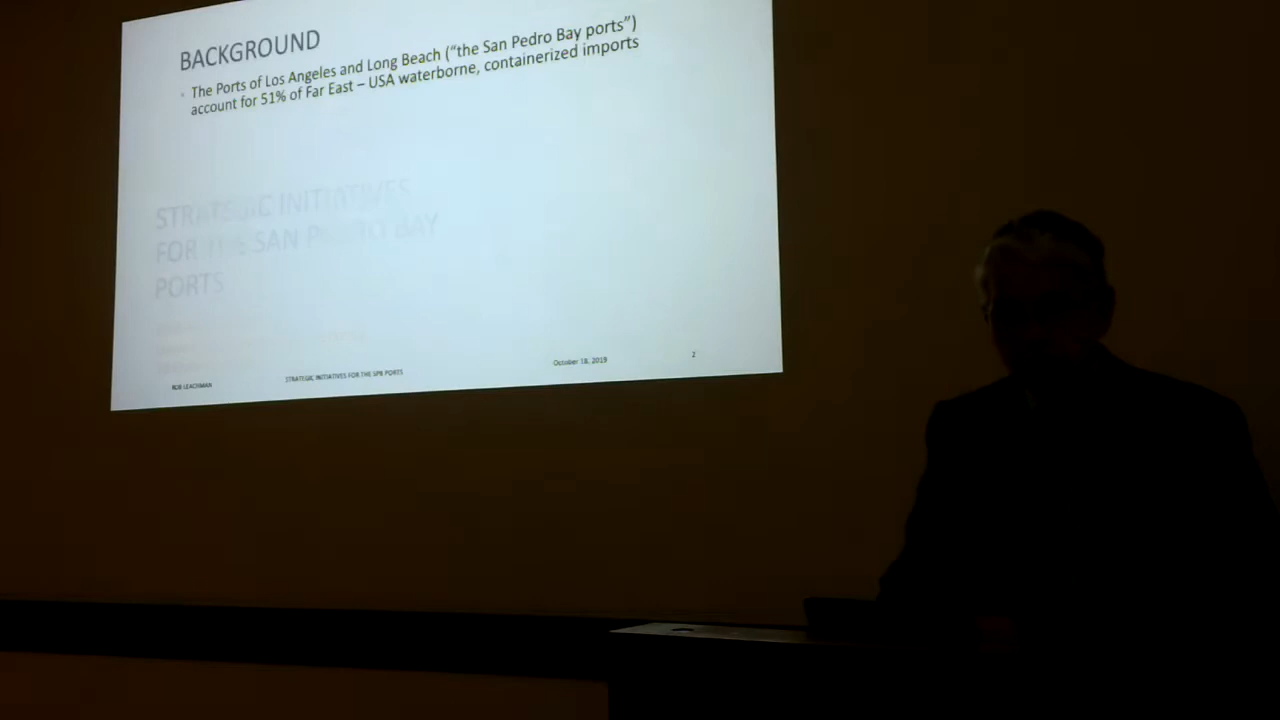 BACKGROUND
The Ports of Los Angeles and Long Beach (“the San Pedro Bay ports”)
account for 51% of Far East – USA waterborne, containerized imports
STRATEGIC INITIATIVES
FOR THE SAN PEDRO BAY
PORTS
ROB LEACHMAN
STRATEGIC INITIATIVES FOR THE SPB PORTS
October 18, 2019
2